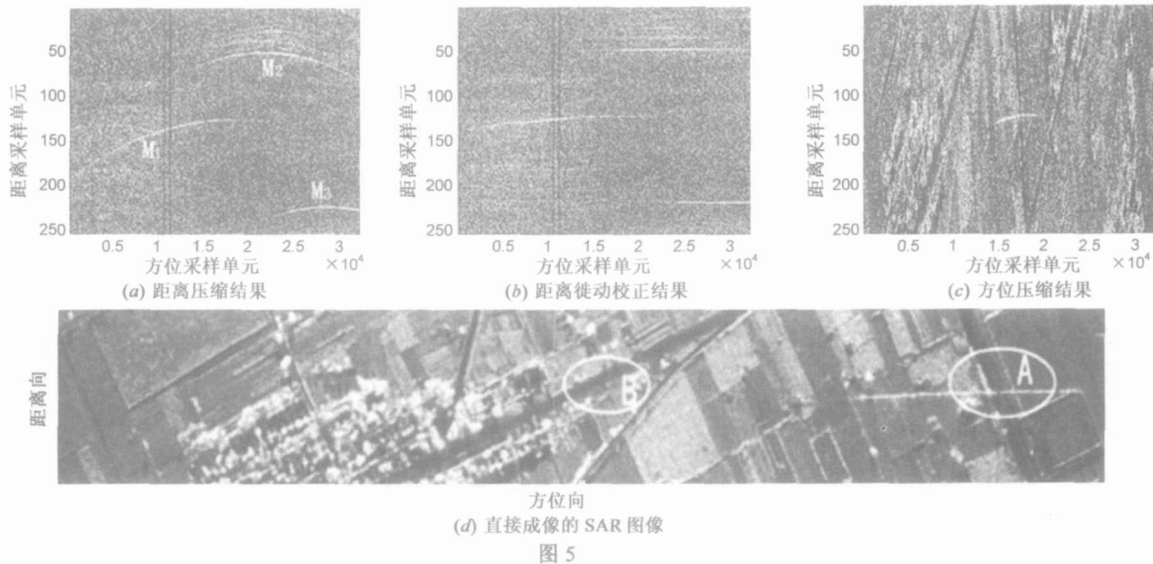 50
100
150
200
250
距离采样单元
0.5 1 1.5 2 2.5 3
×10⁴
方位采样单元
(a) 距离压缩结果
M₁
M₂
M₃
50
100
150
200
250
距离采样单元
0.5 1 1.5 2 2.5 3
×10⁴
方位采样单元
(b) 距离徙动校正结果
50
100
150
200
250
距离采样单元
0.5 1 1.5 2 2.5 3
×10⁴
方位采样单元
(c) 方位压缩结果
距离向
B
A
方位向
(d) 直接成像的 SAR 图像
图 5